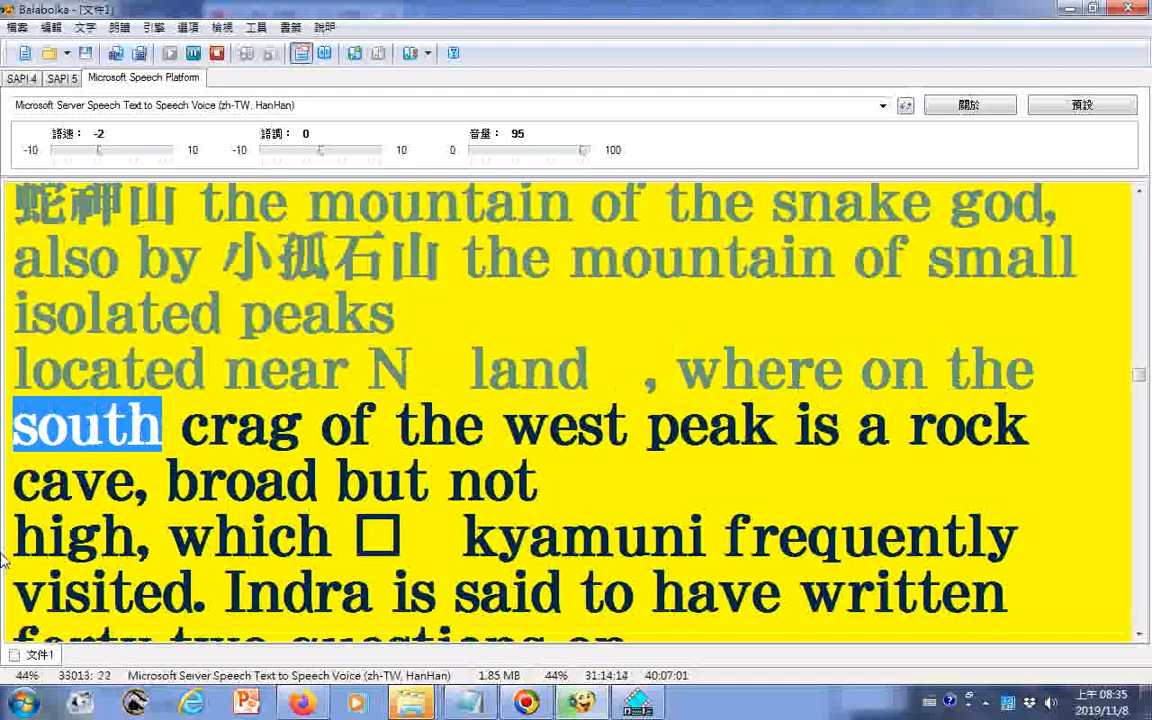 Balabolka - [文件1]
檔案 編輯 文字 朗讀 引擎 選項 檢視 工具 書籤 說明
SAPI 4 SAPI 5 Microsoft Speech Platform
Microsoft Server Speech Text to Speech Voice (zh-TW, HanHan) 關於 預設
語速: -2 語調: 0 音量: 95
-10 10 -10 10 0 100
蛇神山 the mountain of the snake god,
also by 小孤石山 the mountain of small
isolated peaks
located near N land , where on the
south crag of the west peak is a rock
cave, broad but not
high, which □ kyamuni frequently
visited. Indra is said to have written
forty-two questions on
文件1
44% 33013: 22 Microsoft Server Speech Text to Speech Voice (zh-TW, HanHan) 1.85 MB 44% 31:14:14 40:07:01
上午 08:35
2019/11/8